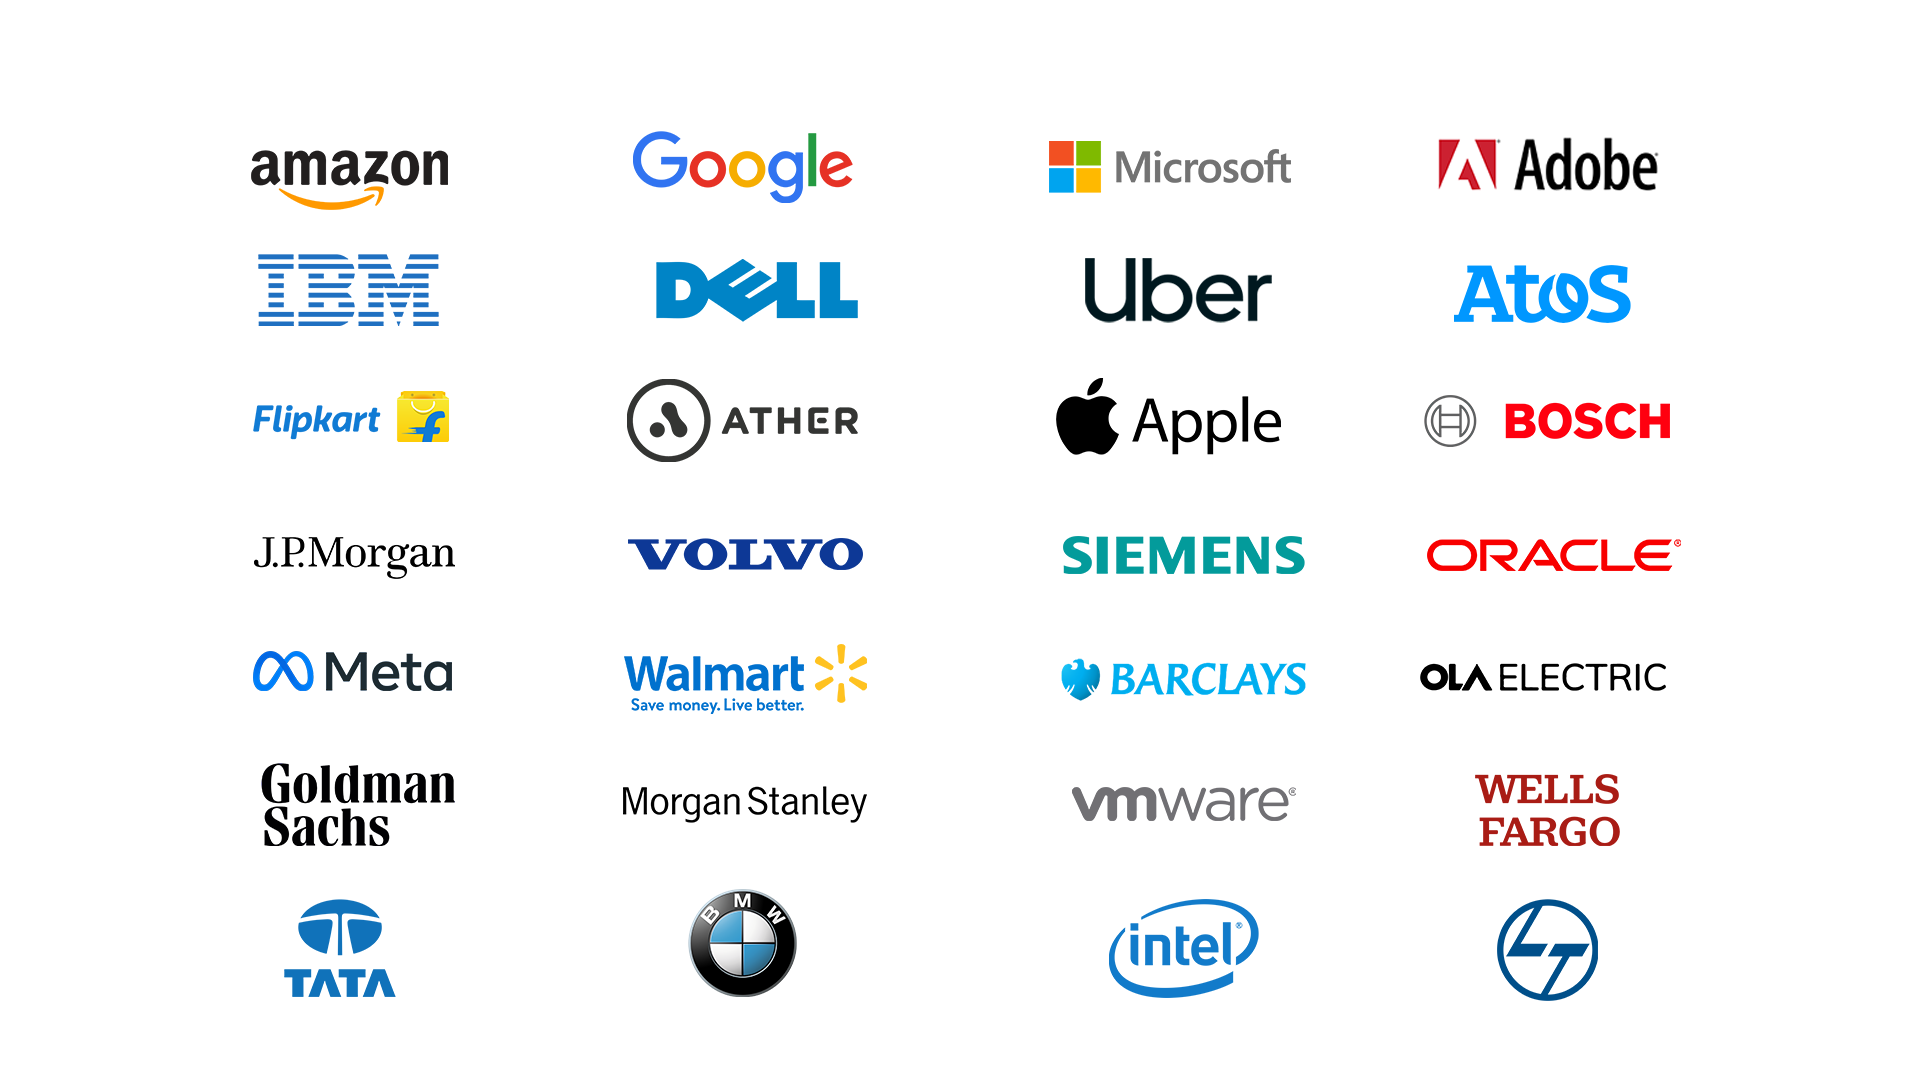 amazon
Google
Microsoft
Adobe
IBM
DELL
Uber
Atos
Flipkart
f
ATHER
Apple
BOSCH
J.P.Morgan
VOLVO
SIEMENS
ORACLE®
Meta
Walmart
Save money. Live better.
BARCLAYS
OLA ELECTRIC
Goldman
Sachs
Morgan Stanley
vmware®
WELLS
FARGO
TATA
BMW
intel®
LT